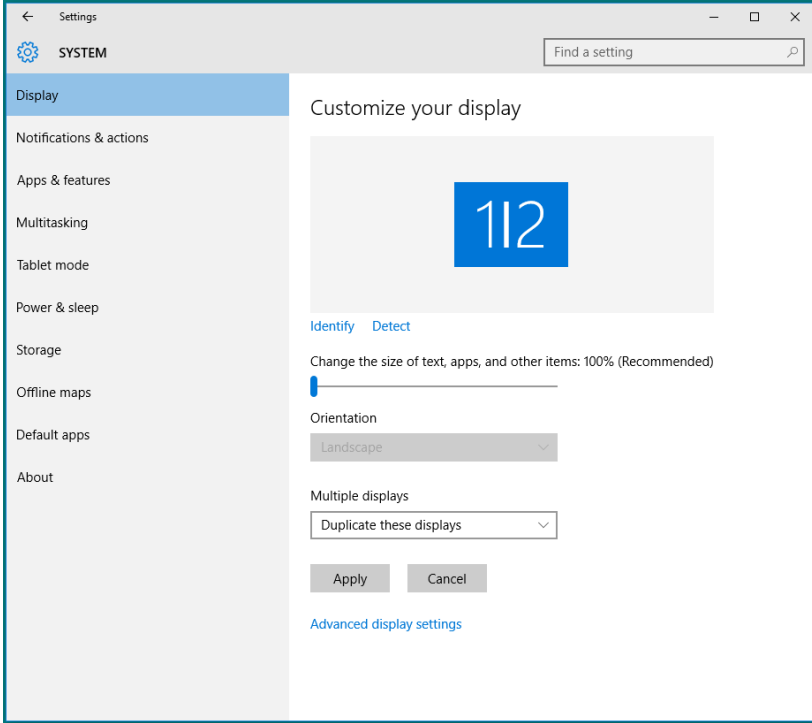 Settings
SYSTEM
Find a setting
Display
Notifications & actions
Apps & features
Multitasking
Tablet mode
Power & sleep
Storage
Offline maps
Default apps
About
Customize your display
1|2
Identify Detect
Change the size of text, apps, and other items: 100% (Recommended)
Orientation
Landscape
Multiple displays
Duplicate these displays
Apply Cancel
Advanced display settings